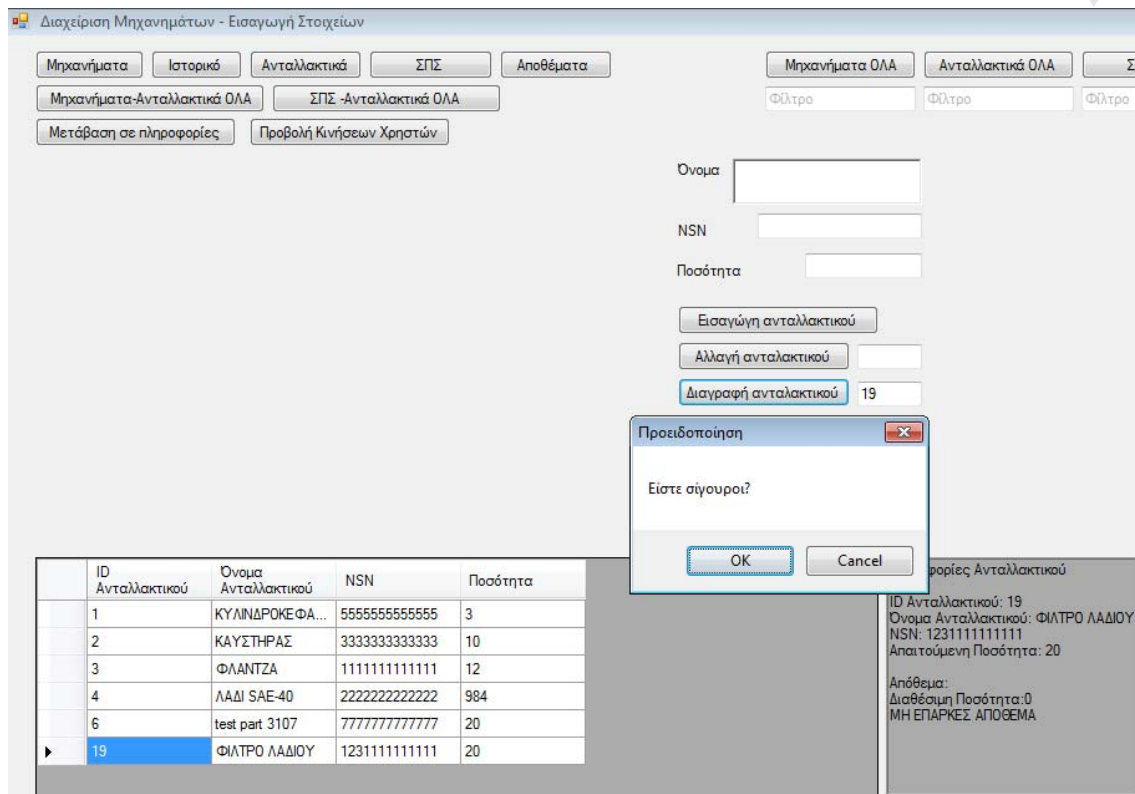 Διαχείριση Μηχανημάτων - Εισαγωγή Στοιχείων
Μηχανήματα Ιστορικό Ανταλλακτικά ΣΠΣ Αποθέματα Μηχανήματα ΟΛΑ Ανταλλακτικά ΟΛΑ Σ
Μηχανήματα-Ανταλλακτικά ΟΛΑ ΣΠΣ -Ανταλλακτικά ΟΛΑ Φίλτρο Φίλτρο Φίλτρο
Μετάβαση σε πληροφορίες Προβολή Κινήσεων Χρηστών
Όνομα
NSN
Ποσότητα
Εισαγώγη ανταλλακτικού
Αλλαγή ανταλακτικού
Διαγραφή ανταλακτικού 19
Προειδοποίηση
Είστε σίγουροι?
OK Cancel
ID Ανταλλακτικού Όνομα Ανταλλακτικού NSN Ποσότητα
1 ΚΥΛΙΝΔΡΟΚΕΦΑ... 5555555555555 3
2 ΚΑΥΣΤΗΡΑΣ 3333333333333 10
3 ΦΛΑΝΤΖΑ 1111111111111 12
4 ΛΑΔΙ SAE-40 2222222222222 984
6 test part 3107 7777777777777 20
19 ΦΙΛΤΡΟ ΛΑΔΙΟΥ 1231111111111 20
φορίες Ανταλλακτικού
ID Ανταλλακτικού: 19
Όνομα Ανταλλακτικού: ΦΙΛΤΡΟ ΛΑΔΙΟΥ
NSN: 1231111111111
Απαιτούμενη Ποσότητα: 20
Απόθεμα:
Διαθέσιμη Ποσότητα:0
ΜΗ ΕΠΑΡΚΕΣ ΑΠΟΘΕΜΑ